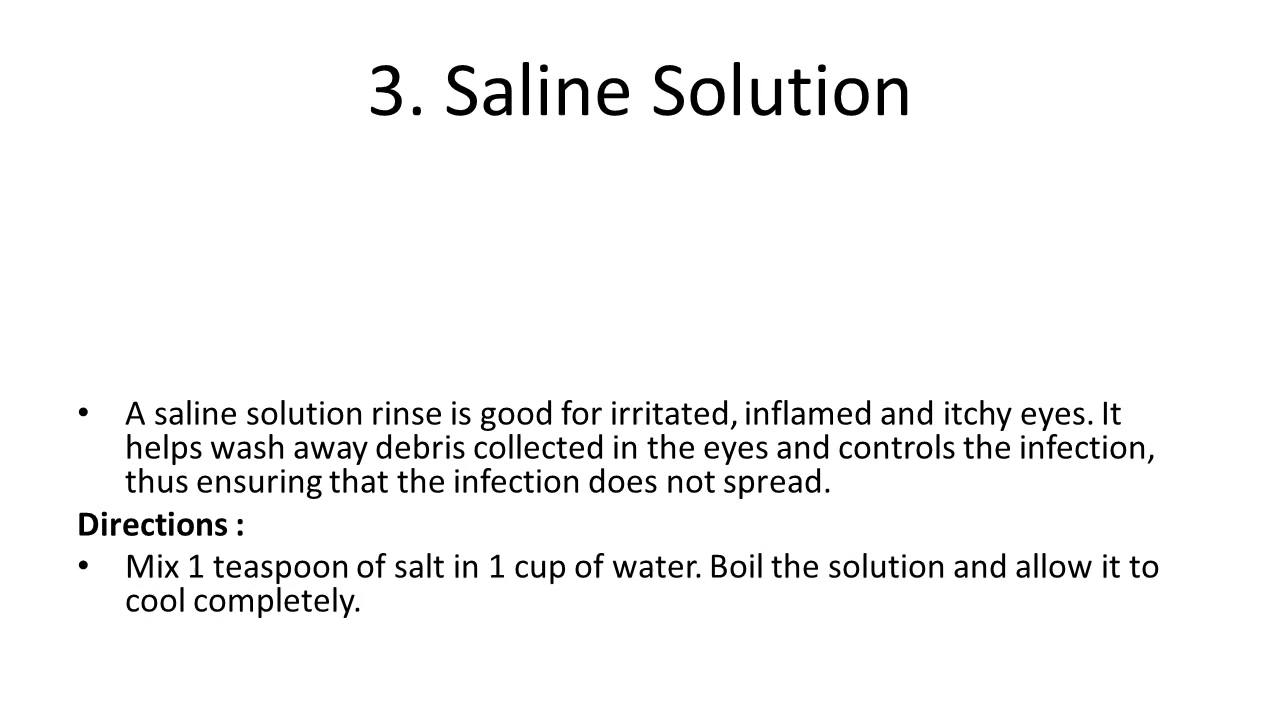 3. Saline Solution
• A saline solution rinse is good for irritated, inflamed and itchy eyes. It
helps wash away debris collected in the eyes and controls the infection,
thus ensuring that the infection does not spread.
Directions :
• Mix 1 teaspoon of salt in 1 cup of water. Boil the solution and allow it to
cool completely.